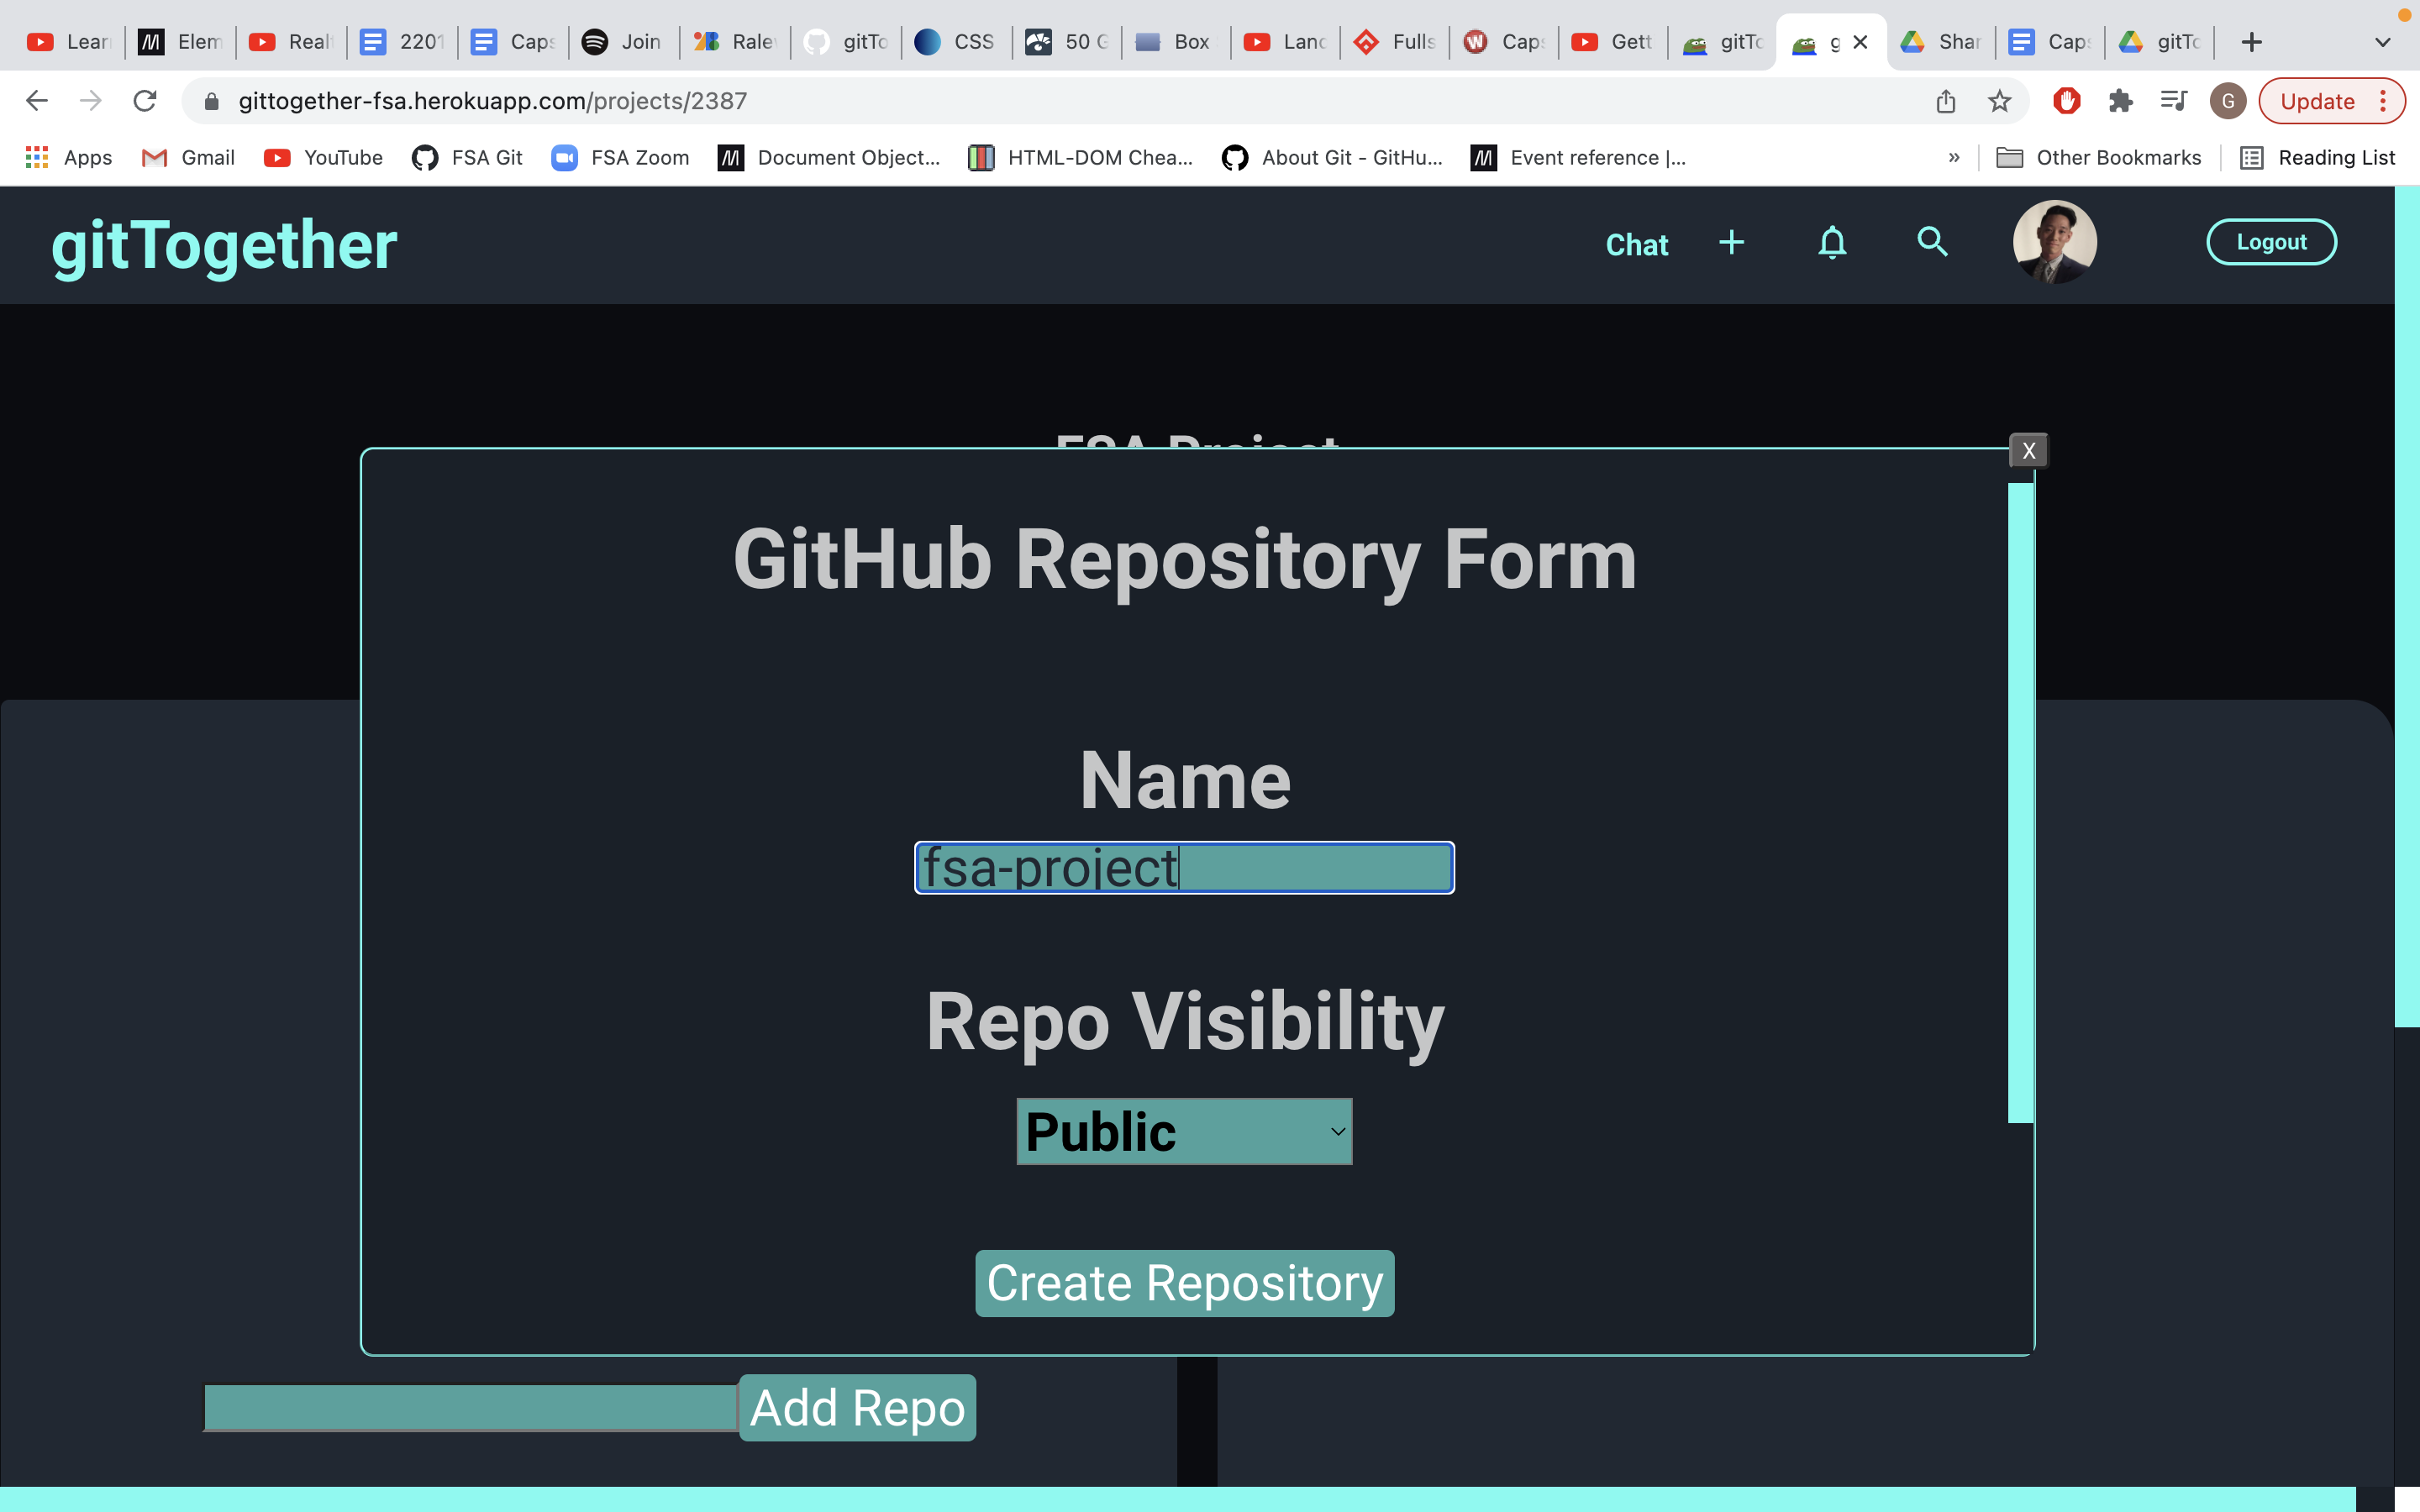 Lear Elem Real 2201 Caps Join Rale gitTo CSS 50 G Box Lanc Fulls Caps Gett gitTo g Shar Caps gitTo
gittogether-fsa.herokuapp.com/projects/2387 G Update
Apps Gmail YouTube FSA Git FSA Zoom Document Object... HTML-DOM Chea... About Git - GitHu... Event reference |... » Other Bookmarks Reading List
gitTogether Chat Logout
FSA Project
X
GitHub Repository Form
Name
fsa-project
Repo Visibility
Public
Create Repository
Add Repo